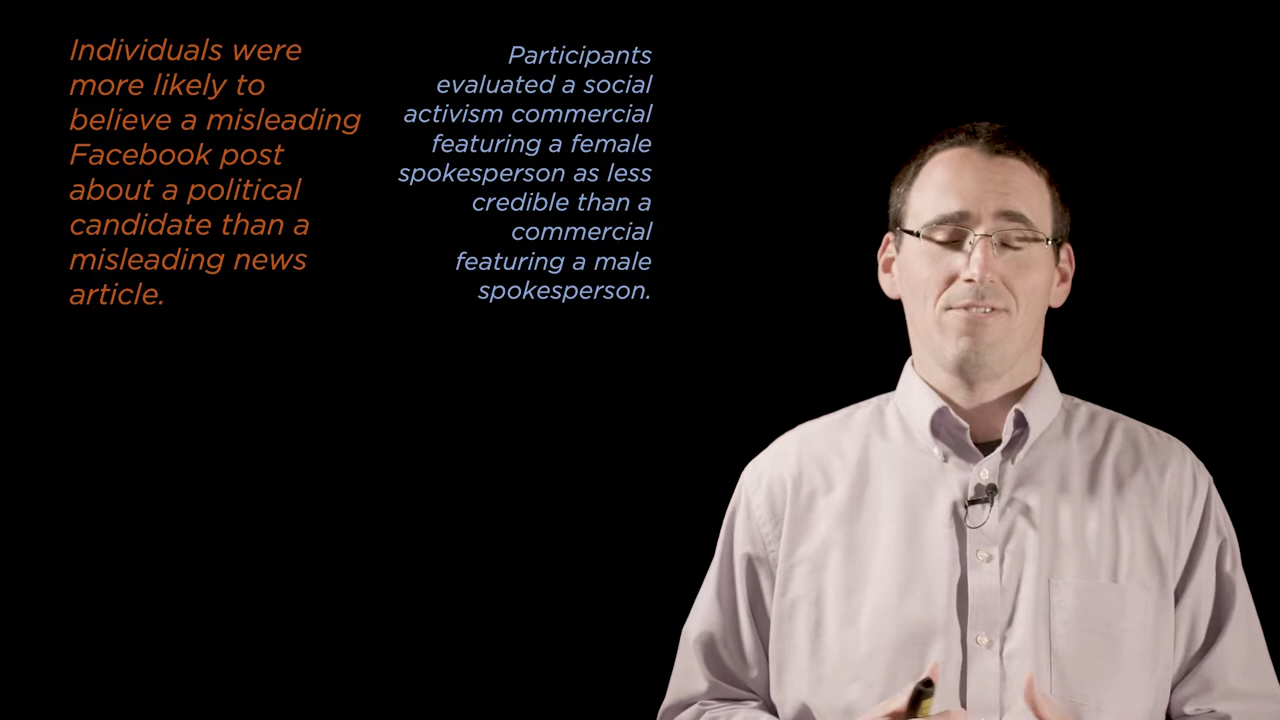 Individuals were
more likely to
believe a misleading
Facebook post
about a political
candidate than a
misleading news
article.
Participants
evaluated a social
activism commercial
featuring a female
spokesperson as less
credible than a
commercial
featuring a male
spokesperson.